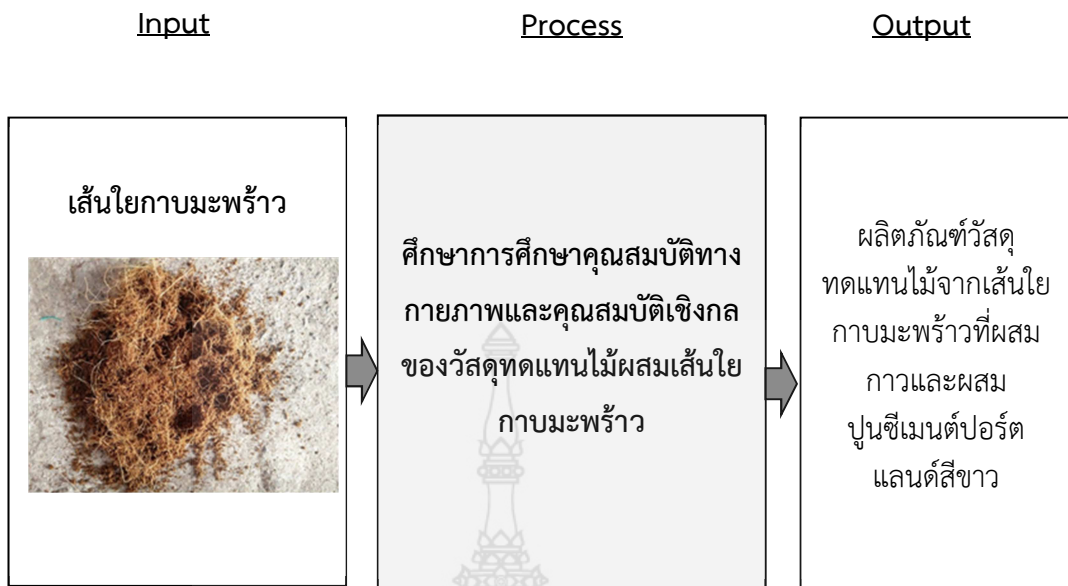 Input
Process
Output
เส้นใยกาบมะพร้าว
ศึกษาการศึกษาคุณสมบัติทาง
กายภาพและคุณสมบัติเชิงกล
ของวัสดุทดแทนไม้ผสมเส้นใย
กาบมะพร้าว
ผลิตภัณฑ์วัสดุ
ทดแทนไม้จากเส้นใย
กาบมะพร้าวที่ผสม
กาวและผสม
ปูนซีเมนต์ปอร์ต
แลนด์สีขาว